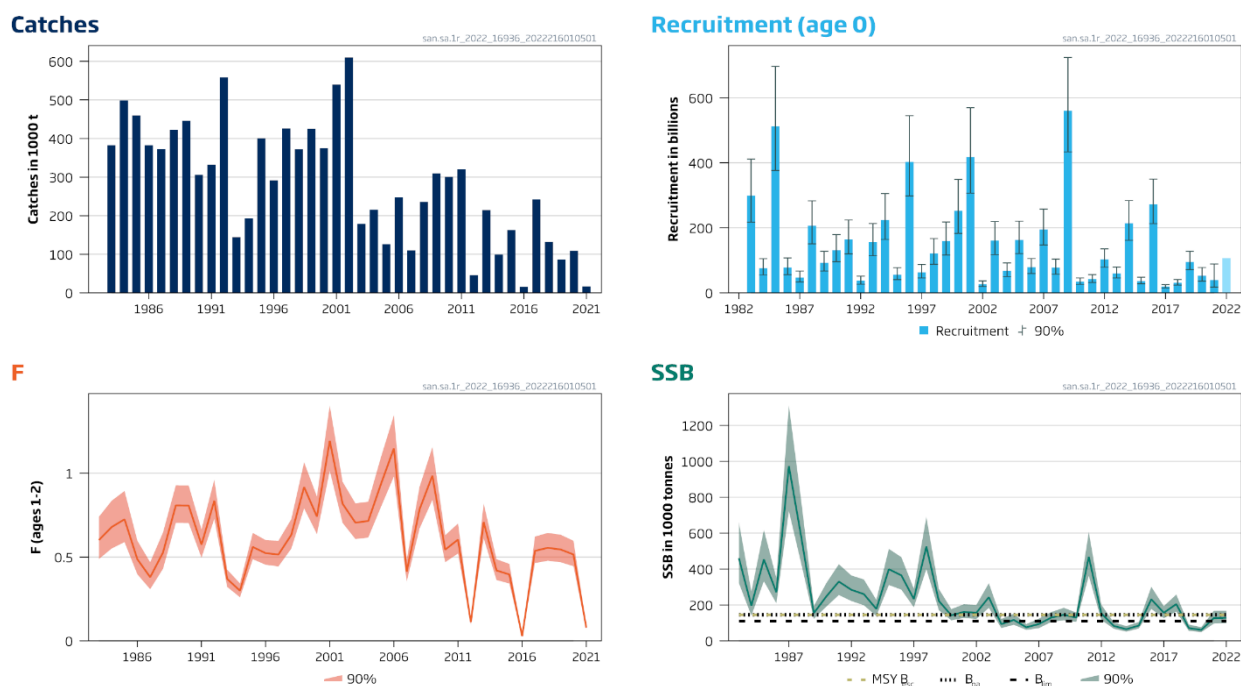 Catches
san.sa.1r_2022_16936_2022216010501
Catches in 1000 t
600
500
400
300
200
100
0
1986 1991 1996 2001 2006 2011 2016 2021
Recruitment (age 0)
san.sa.1r_2022_16936_2022216010501
Recruitment in billions
600
400
200
0
1982 1987 1992 1997 2002 2007 2012 2017 2022
Recruitment 90%
F
san.sa.1r_2022_16936_2022216010501
F (ages 1-2)
1
0.5
0
1986 1991 1996 2001 2006 2011 2016 2021
90%
SSB
san.sa.1r_2022_16936_2022216010501
SSB in 1000 tonnes
1200
1000
800
600
400
200
0
1987 1992 1997 2002 2007 2012 2017 2022
MSY B B B 90%